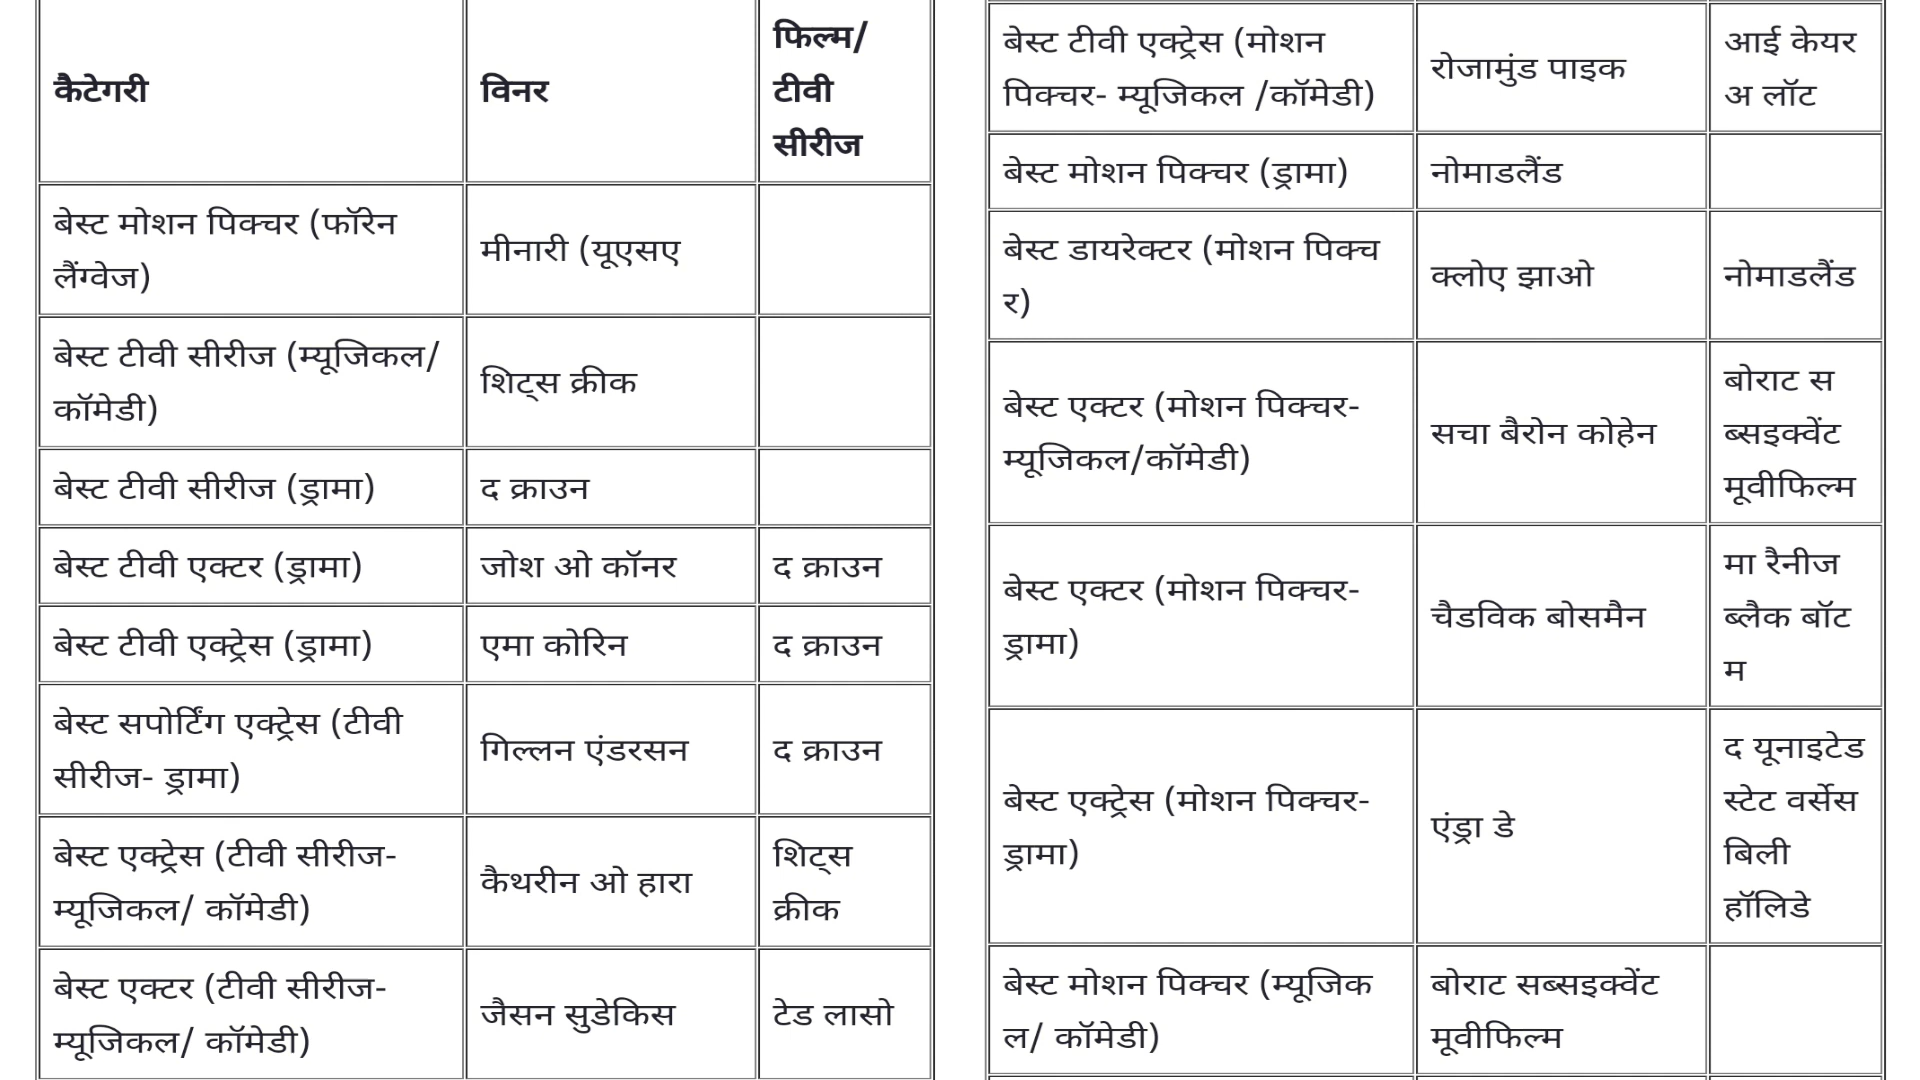 कैटेगरी
विनर
फिल्म/
टीवी
सीरीज
बेस्ट मोशन पिक्चर (फॉरेन
लैंग्वेज)
मीनारी (यूएसए
बेस्ट टीवी सीरीज (म्यूजिकल/
कॉमेडी)
शिट्स क्रीक
बेस्ट टीवी सीरीज (ड्रामा)
द क्राउन
बेस्ट टीवी एक्टर (ड्रामा)
जोश ओ कॉनर
द क्राउन
बेस्ट टीवी एक्ट्रेस (ड्रामा)
एमा कोरिन
द क्राउन
बेस्ट सपोर्टिंग एक्ट्रेस (टीवी
सीरीज- ड्रामा)
गिल्लन एंडरसन
द क्राउन
बेस्ट एक्ट्रेस (टीवी सीरीज-
म्यूजिकल/ कॉमेडी)
कैथरीन ओ हारा
शिट्स
क्रीक
बेस्ट एक्टर (टीवी सीरीज-
म्यूजिकल/ कॉमेडी)
जैसन सुडेकिस
टेड लासो
बेस्ट टीवी एक्ट्रेस (मोशन
पिक्चर- म्यूजिकल /कॉमेडी)
रोजामुंड पाइक
आई केयर
अ लॉट
बेस्ट मोशन पिक्चर (ड्रामा)
नोमाडलैंड
बेस्ट डायरेक्टर (मोशन पिक्च
र)
क्लोए झाओ
नोमाडलैंड
बेस्ट एक्टर (मोशन पिक्चर-
म्यूजिकल/कॉमेडी)
सचा बैरोन कोहेन
बोराट स
ब्सइक्वेंट
मूवीफिल्म
बेस्ट एक्टर (मोशन पिक्चर-
ड्रामा)
चैडविक बोसमैन
मा रैनीज
ब्लैक बॉट
म
बेस्ट एक्ट्रेस (मोशन पिक्चर-
ड्रामा)
एंड्रा डे
द यूनाइटेड
स्टेट वर्सेस
बिली
हॉलिडे
बेस्ट मोशन पिक्चर (म्यूजिक
ल/ कॉमेडी)
बोराट सब्सइक्वेंट
मूवीफिल्म